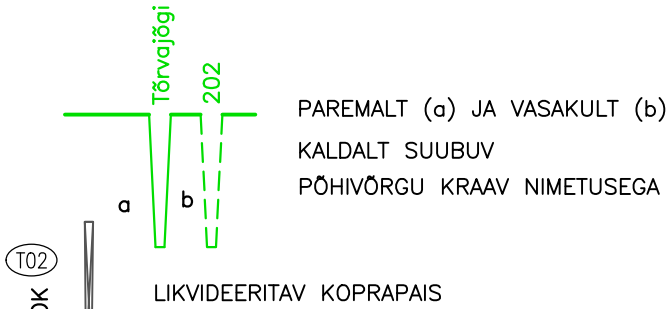 Tõrvajõgi
202
PAREMALT (a) JA VASAKULT (b)
KALDALT SUUBUV
PÕHIVÕRGU KRAAV NIMETUSEGA
a
b
T02
LIKVIDEERITAV KOPRAPAIS